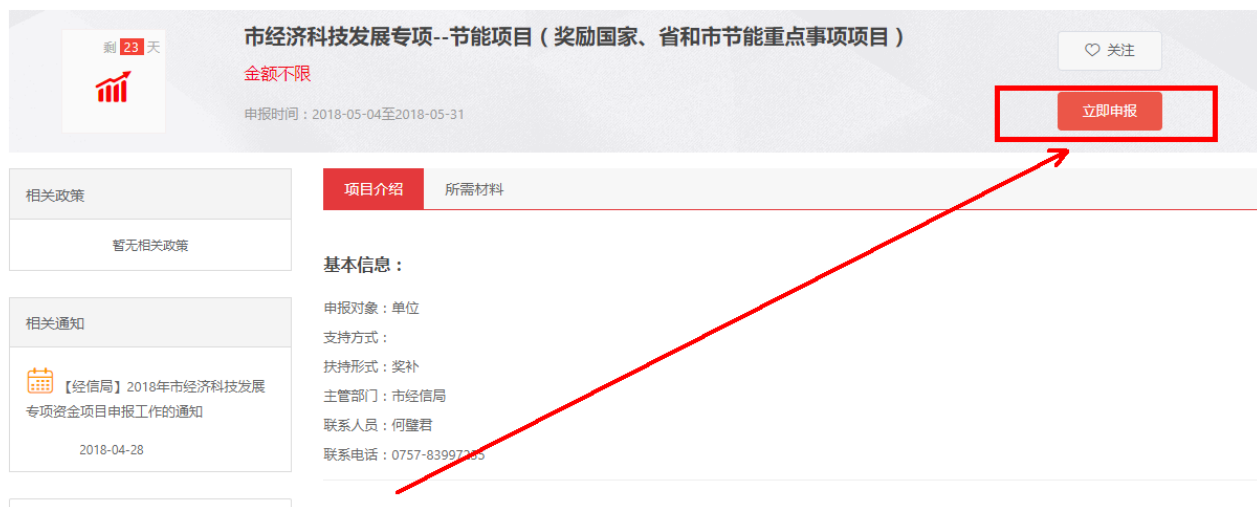 剩 23 天
市经济科技发展专项--节能项目（奖励国家、省和市节能重点事项项目）
金额不限
申报时间：2018-05-04至2018-05-31
关注
立即申报
相关政策
暂无相关政策
相关通知
【经信局】2018年市经济科技发展
专项资金项目申报工作的通知
2018-04-28
项目介绍 所需材料
基本信息：
申报对象：单位
支持方式：
扶持形式：奖补
主管部门：市经信局
联系人员：何璧君
联系电话：0757-83997235